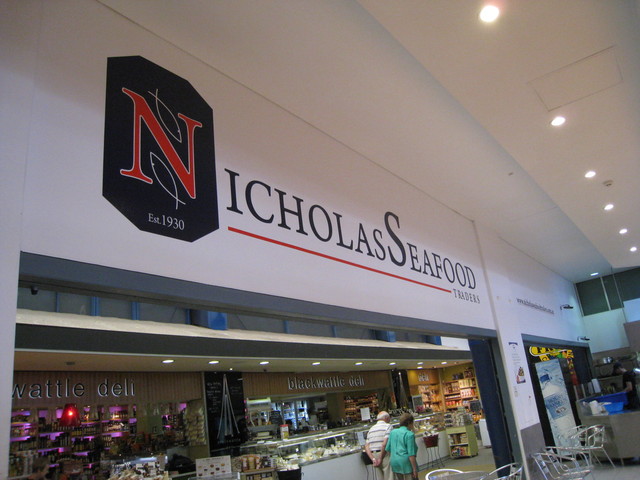 N
Est.1930
NICHOLAS SEAFOOD
TRADERS
wattle deli
blackwattle deli